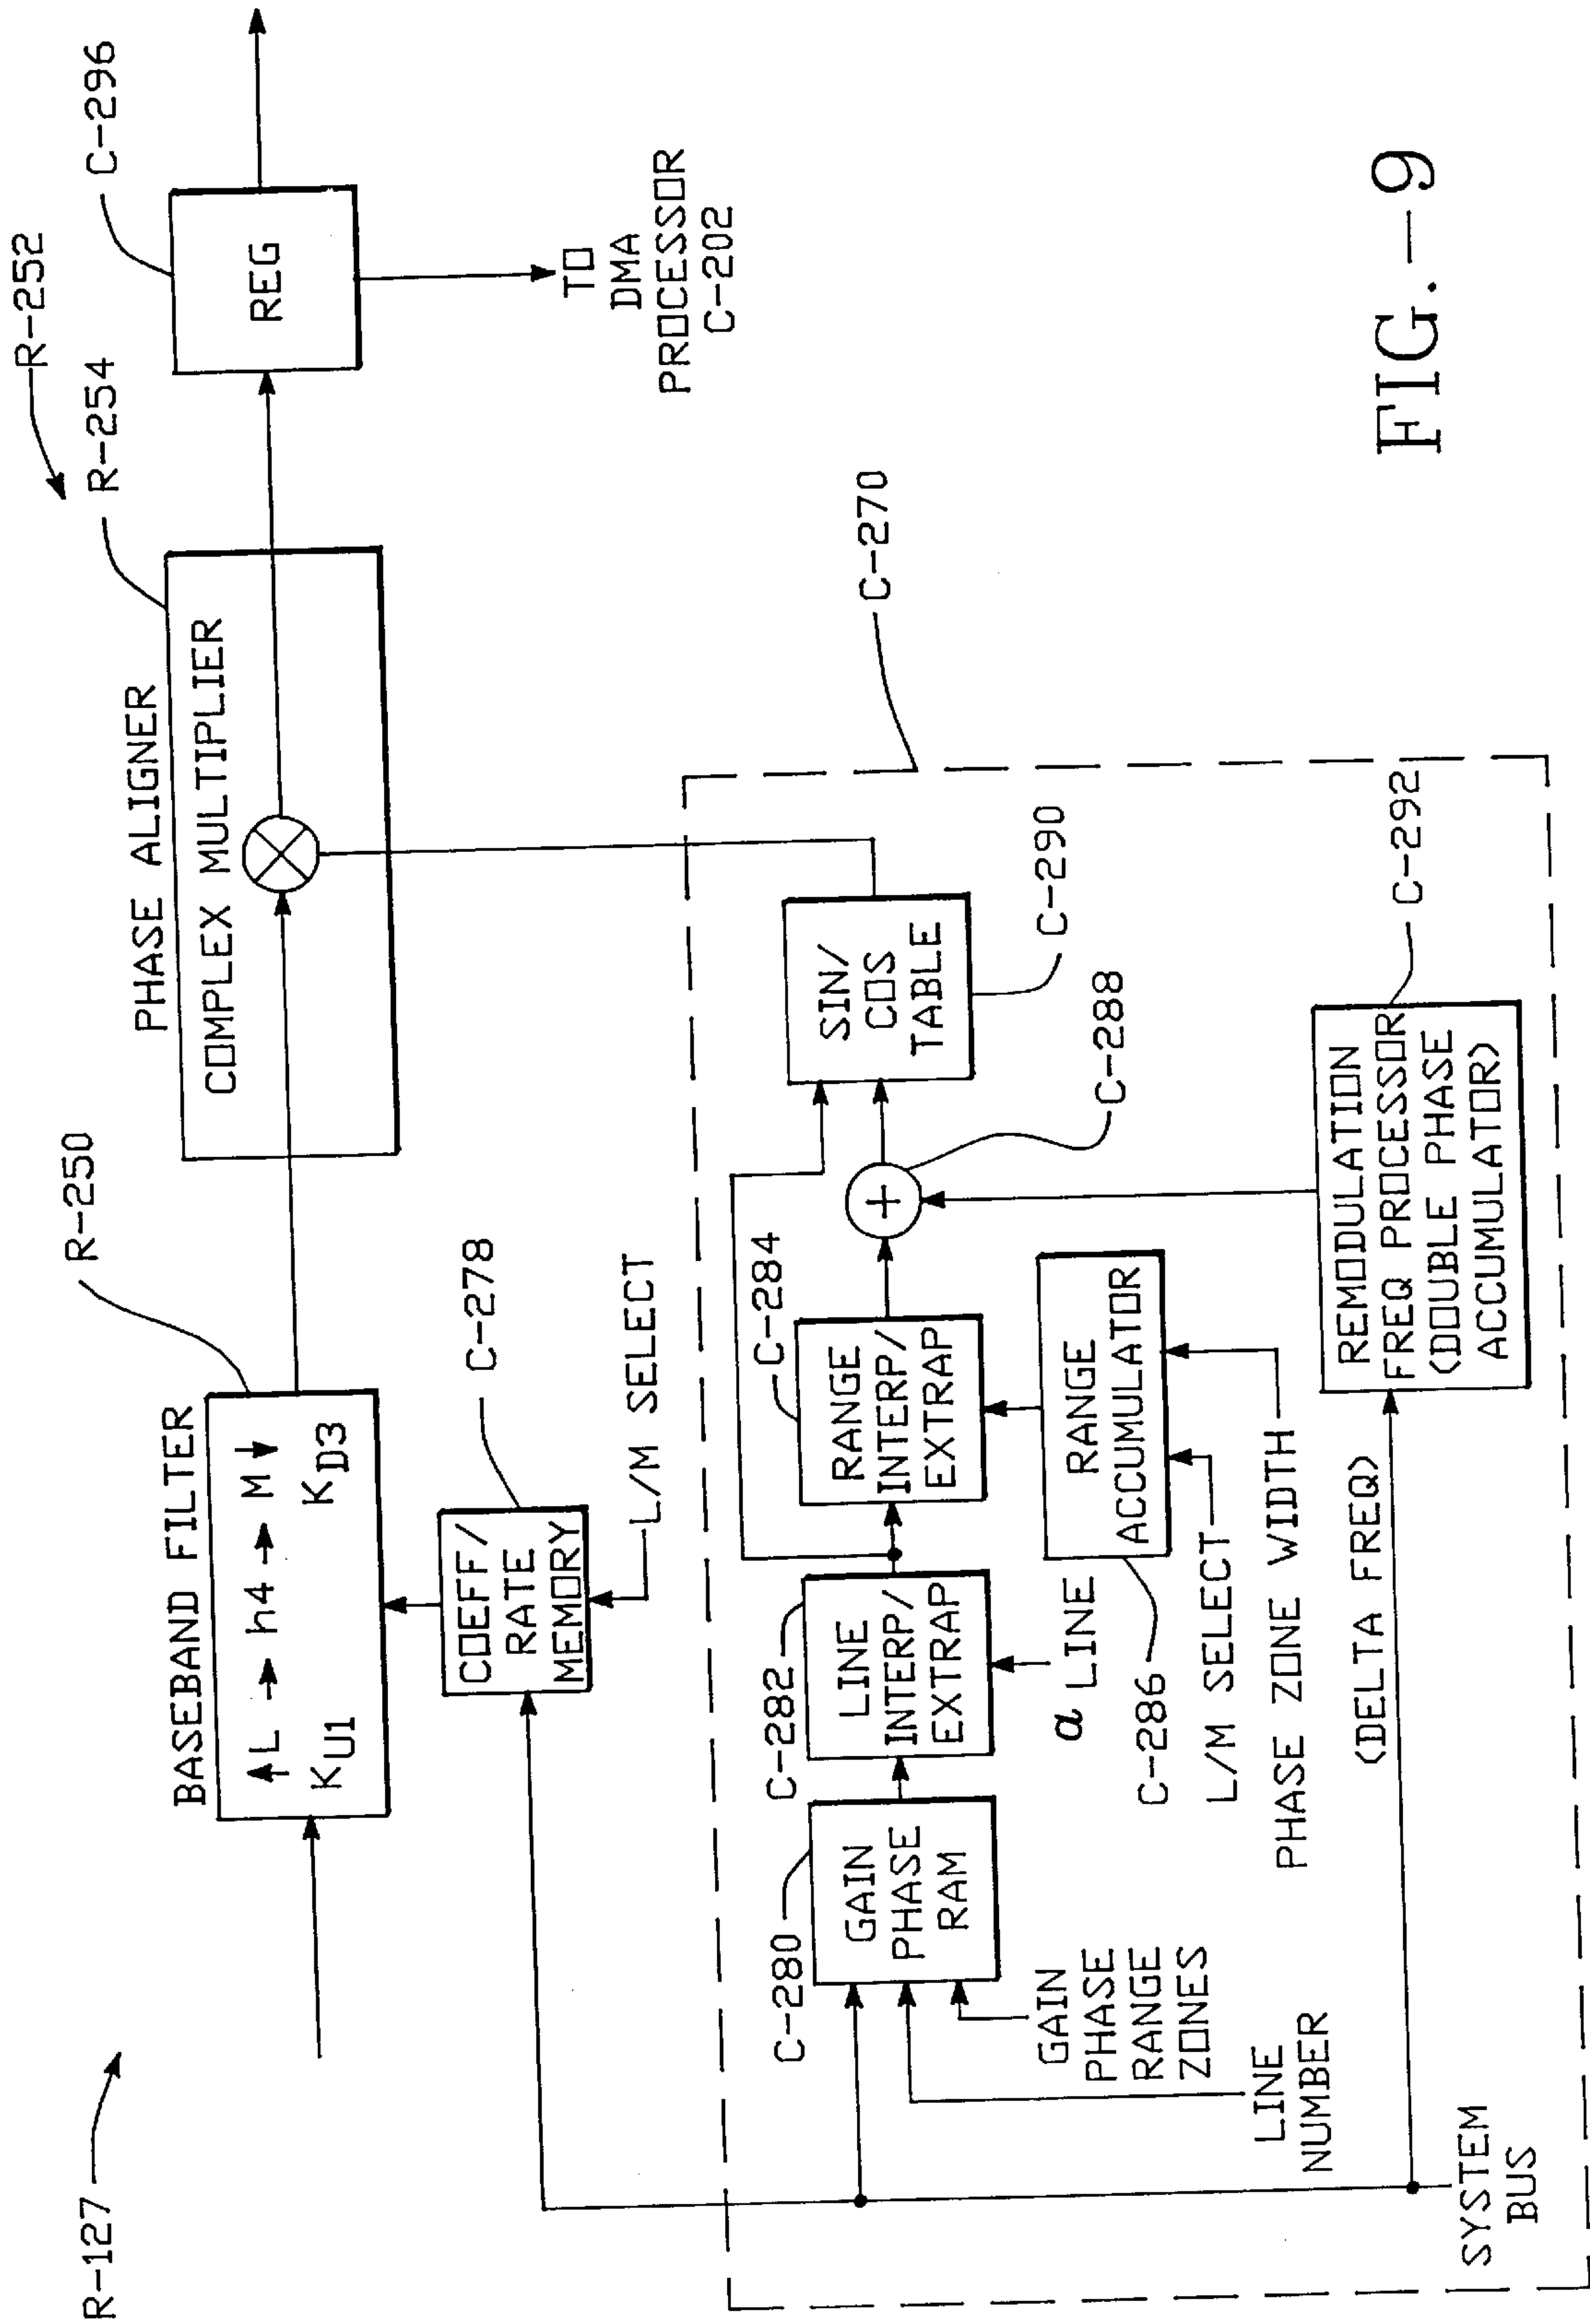 R-127
BASEBAND FILTER
L → h4 → M
K_U1
K_D3
R-250
COEFF/
RATE
MEMORY
C-278
L/M SELECT
PHASE ALIGNER
COMPLEX MULTIPLIER
R-254
R-252
REG
C-296
TO
DMA
PROCESSOR
C-202
C-270
C-280
GAIN
PHASE
RAM
GAIN
PHASE
RANGE
ZONES
LINE
NUMBER
SYSTEM
BUS
C-282
LINE
INTERP/
EXTRAP
a LINE
C-284
RANGE
INTERP/
EXTRAP
RANGE
ACCUMULATOR
C-286
L/M SELECT
PHASE ZONE WIDTH
C-288
+
SIN/
COS
TABLE
C-290
(DELTA FREQ)
REMODULATION
FREQ PROCESSOR
(DOUBLE PHASE
ACCUMULATOR)
C-292
FIG.-9